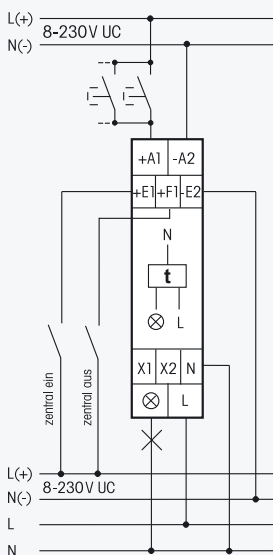 L(+)
8-230V UC
N(-)
+A1 -A2
+E1 +F1 -E2
N
t
L
X1 X2 N
L
zentral ein
zentral aus
L(+)
8-230V UC
N(-)
L
N